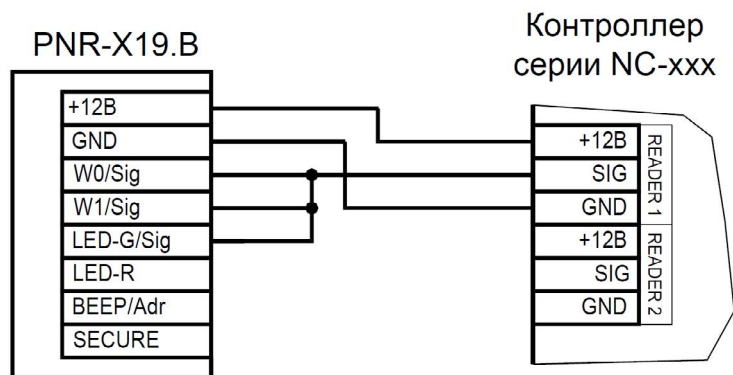 PNR-X19.B
+12В
GND
W0/Sig
W1/Sig
LED-G/Sig
LED-R
BEEP/Adr
SECURE
Контроллер
серии NC-xxx
+12В
SIG
GND
READER 1
+12В
SIG
GND
READER 2